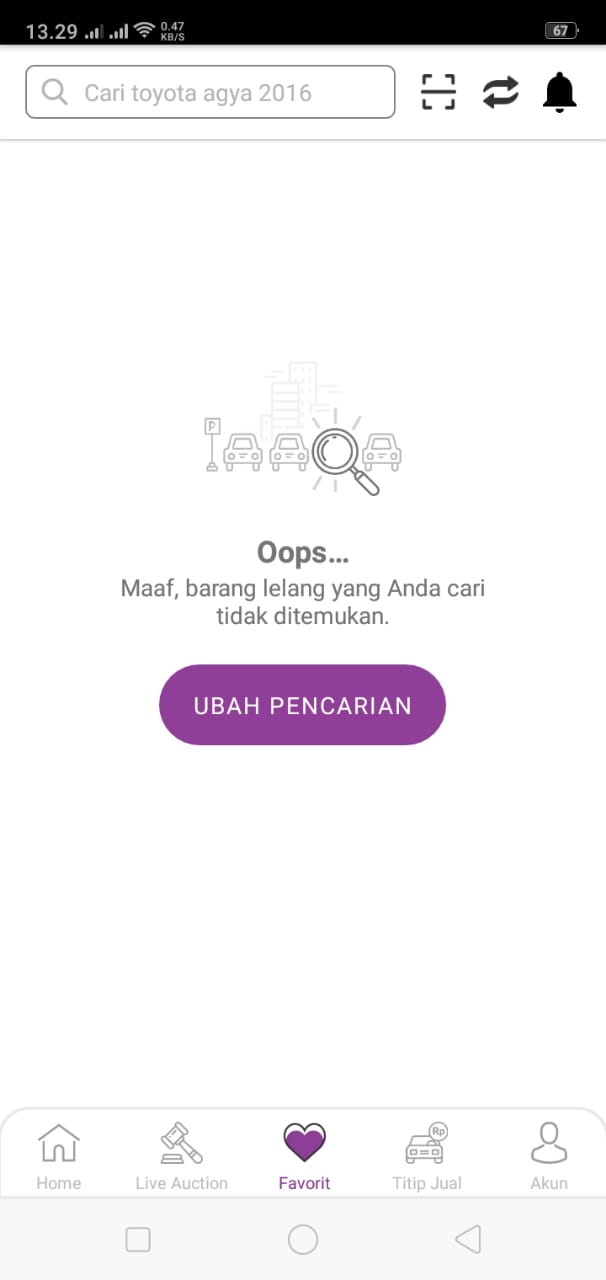 13.29 0.47 KB/S 67
Cari toyota agya 2016
P
Oops...
Maaf, barang lelang yang Anda cari
tidak ditemukan.
UBAH PENCARIAN
Rp
Home Live Auction Favorit Titip Jual Akun